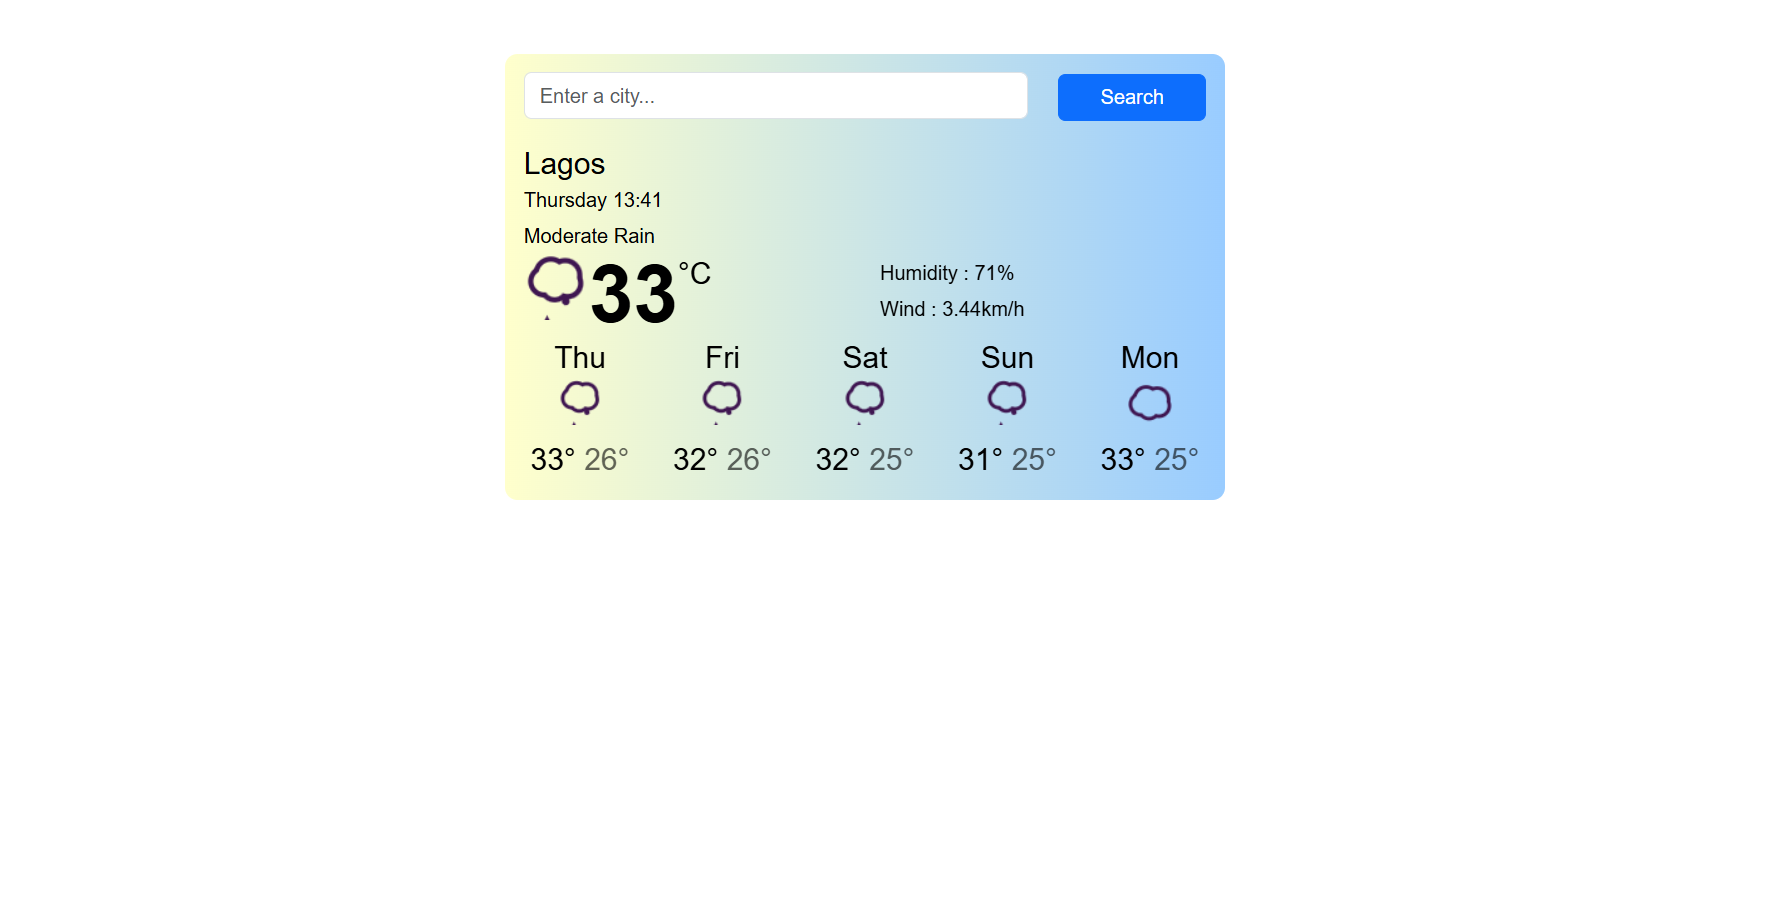 Enter a city...
Search
Lagos
Thursday 13:41
Moderate Rain
33°C
Humidity : 71%
Wind : 3.44km/h
Thu Fri Sat Sun Mon
33° 26° 32° 26° 32° 25° 31° 25° 33° 25°